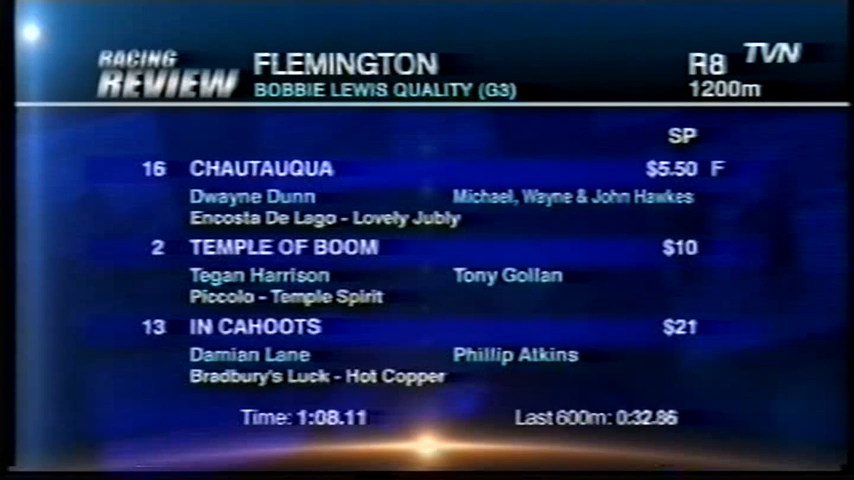 RACING REVIEW FLEMINGTON R8 TVN
BOBBIE LEWIS QUALITY (G3) 1200m
SP
16 CHAUTAUQUA $5.50 F
Dwayne Dunn Michael, Wayne & John Hawkes
Encosta De Lago - Lovely Jubly
2 TEMPLE OF BOOM $10
Tegan Harrison Tony Gollan
Piccolo - Temple Spirit
13 IN CAHOOTS $21
Damian Lane Phillip Atkins
Bradbury's Luck - Hot Copper
Time: 1:08.11 Last 600m: 0:32.86